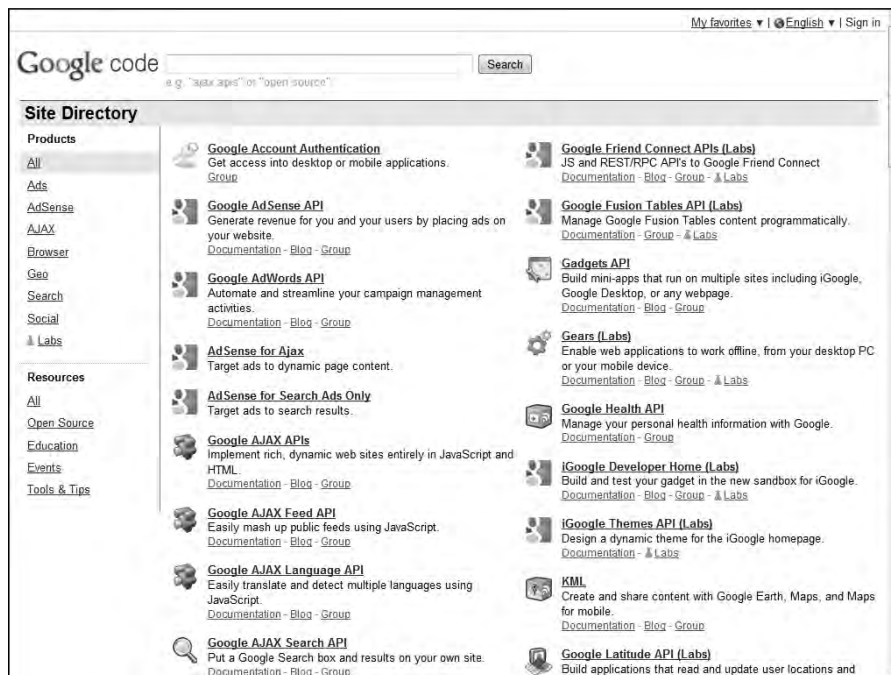 My favorites ▼ | English ▼ | Sign in
Google code
Search
e.g. "ajax apis" or "open source"
Site Directory
Products
All
Ads
AdSense
AJAX
Browser
Geo
Search
Social
Labs
Resources
All
Open Source
Education
Events
Tools & Tips
Google Account Authentication
Get access into desktop or mobile applications.
Group
Google AdSense API
Generate revenue for you and your users by placing ads on
your website.
Documentation - Blog - Group
Google AdWords API
Automate and streamline your campaign management
activities.
Documentation - Blog - Group
AdSense for Ajax
Target ads to dynamic page content.
AdSense for Search Ads Only
Target ads to search results.
Google AJAX APIs
Implement rich, dynamic web sites entirely in JavaScript and
HTML.
Documentation - Blog - Group
Google AJAX Feed API
Easily mash up public feeds using JavaScript.
Documentation - Blog - Group
Google AJAX Language API
Easily translate and detect multiple languages using
JavaScript.
Documentation - Blog - Group
Google AJAX Search API
Put a Google Search box and results on your own site.
Documentation - Blog - Group
Google Friend Connect APIs (Labs)
JS and REST/RPC API's to Google Friend Connect
Documentation - Blog - Group - Labs
Google Fusion Tables API (Labs)
Manage Google Fusion Tables content programmatically.
Documentation - Group - Labs
Gadgets API
Build mini-apps that run on multiple sites including iGoogle,
Google Desktop, or any webpage.
Documentation - Blog - Group
Gears (Labs)
Enable web applications to work offline, from your desktop PC
or your mobile device.
Documentation - Blog - Group - Labs
Google Health API
Manage your personal health information with Google.
Documentation - Group
iGoogle Developer Home (Labs)
Build and test your gadget in the new sandbox for iGoogle.
Documentation - Blog - Group - Labs
iGoogle Themes API (Labs)
Design a dynamic theme for the iGoogle homepage.
Documentation - Labs
KML
Create and share content with Google Earth, Maps, and Maps
for mobile.
Documentation - Blog - Group
Google Latitude API (Labs)
Build applications that read and update user locations and